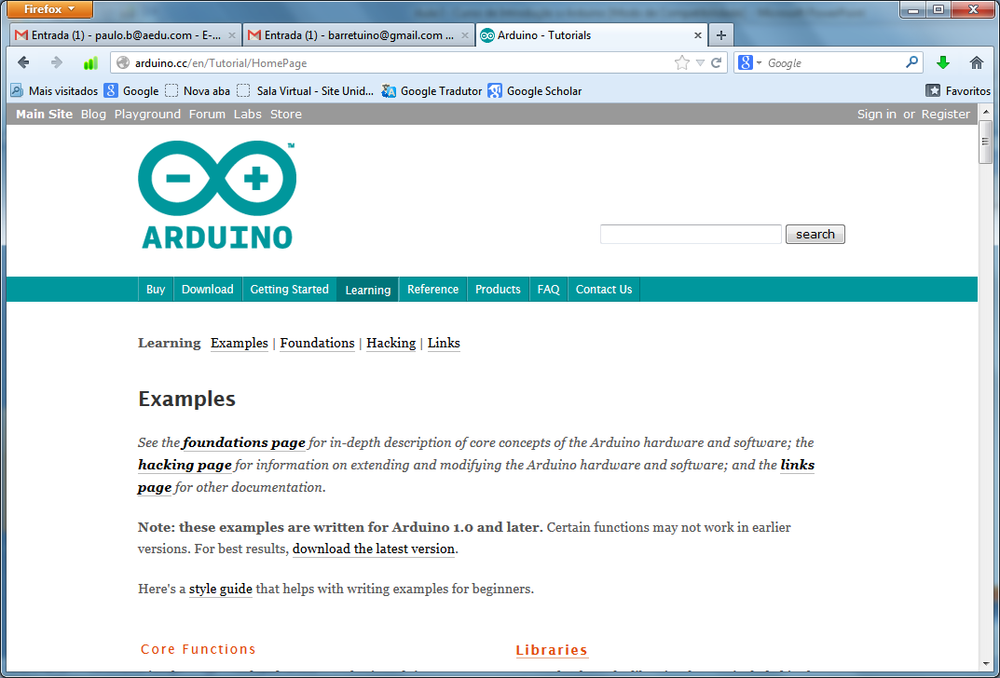 Firefox
Entrada (1) - paulo.b@aedu.com - E-...
Entrada (1) - barretuino@gmail.com ...
Arduino - Tutorials
arduino.cc/en/Tutorial/HomePage
Google
Mais visitados Google Nova aba Sala Virtual - Site Unid... Google Tradutor Google Scholar Favoritos
Main Site Blog Playground Forum Labs Store Sign in or Register
TM
ARDUINO
search
Buy Download Getting Started Learning Reference Products FAQ Contact Us
Learning Examples | Foundations | Hacking | Links
Examples
See the foundations page for in-depth description of core concepts of the Arduino hardware and software; the
hacking page for information on extending and modifying the Arduino hardware and software; and the links
page for other documentation.
Note: these examples are written for Arduino 1.0 and later. Certain functions may not work in earlier
versions. For best results, download the latest version.
Here's a style guide that helps with writing examples for beginners.
Core Functions Libraries